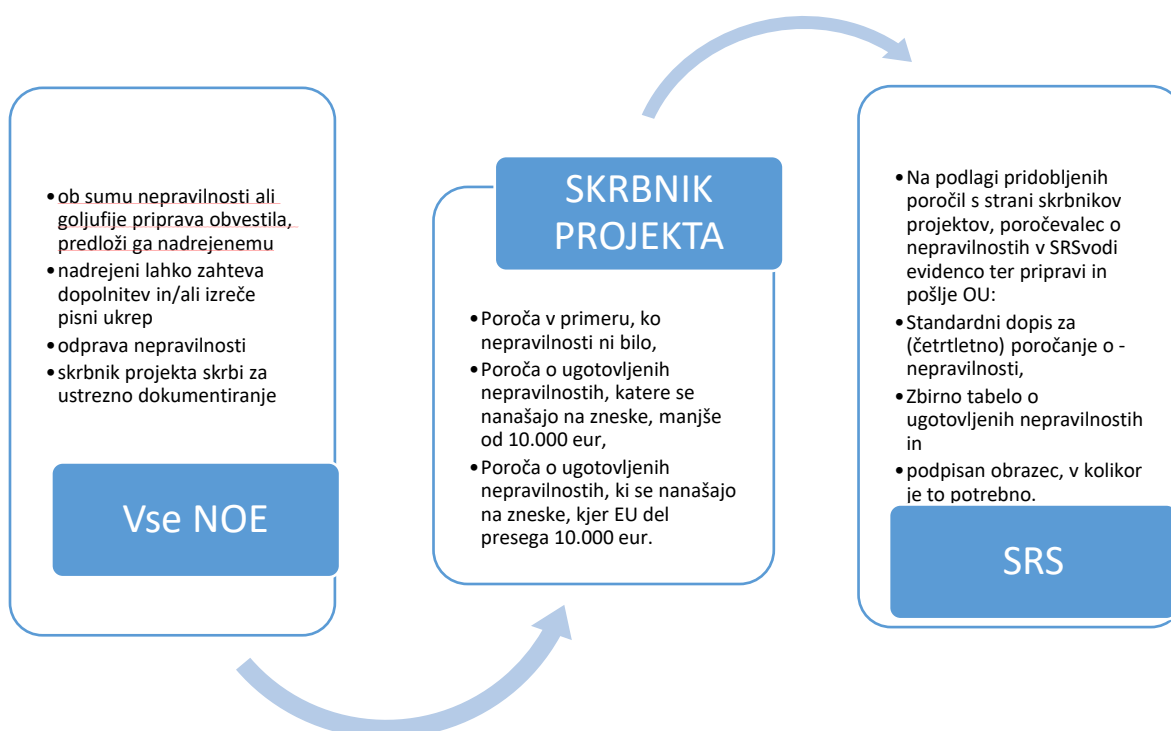 •ob sumu nepravilnosti ali
goljufije priprava obvestila,
predloži ga nadrejenemu
•nadrejeni lahko zahteva
dopolnitev in/ali izreče
pisni ukrep
•odprava nepravilnosti
•skrbnik projekta skrbi za
ustrezno dokumentiranje
Vse NOE
SKRBNIK
PROJEKTA
•Poroča v primeru, ko
nepravilnosti ni bilo,
•Poroča o ugotovljenih
nepravilnostih, katere se
nanašajo na zneske, manjše
od 10.000 eur,
•Poroča o ugotovljenih
nepravilnostih, ki se nanašajo
na zneske, kjer EU del
presega 10.000 eur.
•Na podlagi pridobljenih
poročil s strani skrbnikov
projektov, poročevalec o
nepravilnostih v SRSvodi
evidenco ter pripravi in
pošlje OU:
•Standardni dopis za
(četrtletno) poročanje o -
nepravilnosti,
•Zbirno tabelo o
ugotovljenih nepravilnostih
in
•podpisan obrazec, v kolikor
je to potrebno.
SRS